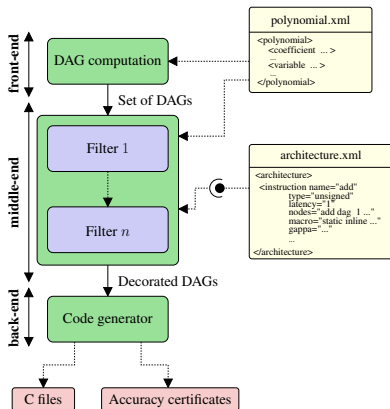 front-end
DAG computation
Set of DAGs
middle-end
Filter 1
Filter n
Decorated DAGs
back-end
Code generator
C files
Accuracy certificates
polynomial.xml
<polynomial>
<coefficient ... >
...
<variable ... >
...
</polynomial>
architecture.xml
<architecture>
<instruction name="add"
type="unsigned"
latency="1"
nodes="add dag 1 ..."
macro="static inline ...
gappa="..."
...
</architecture>